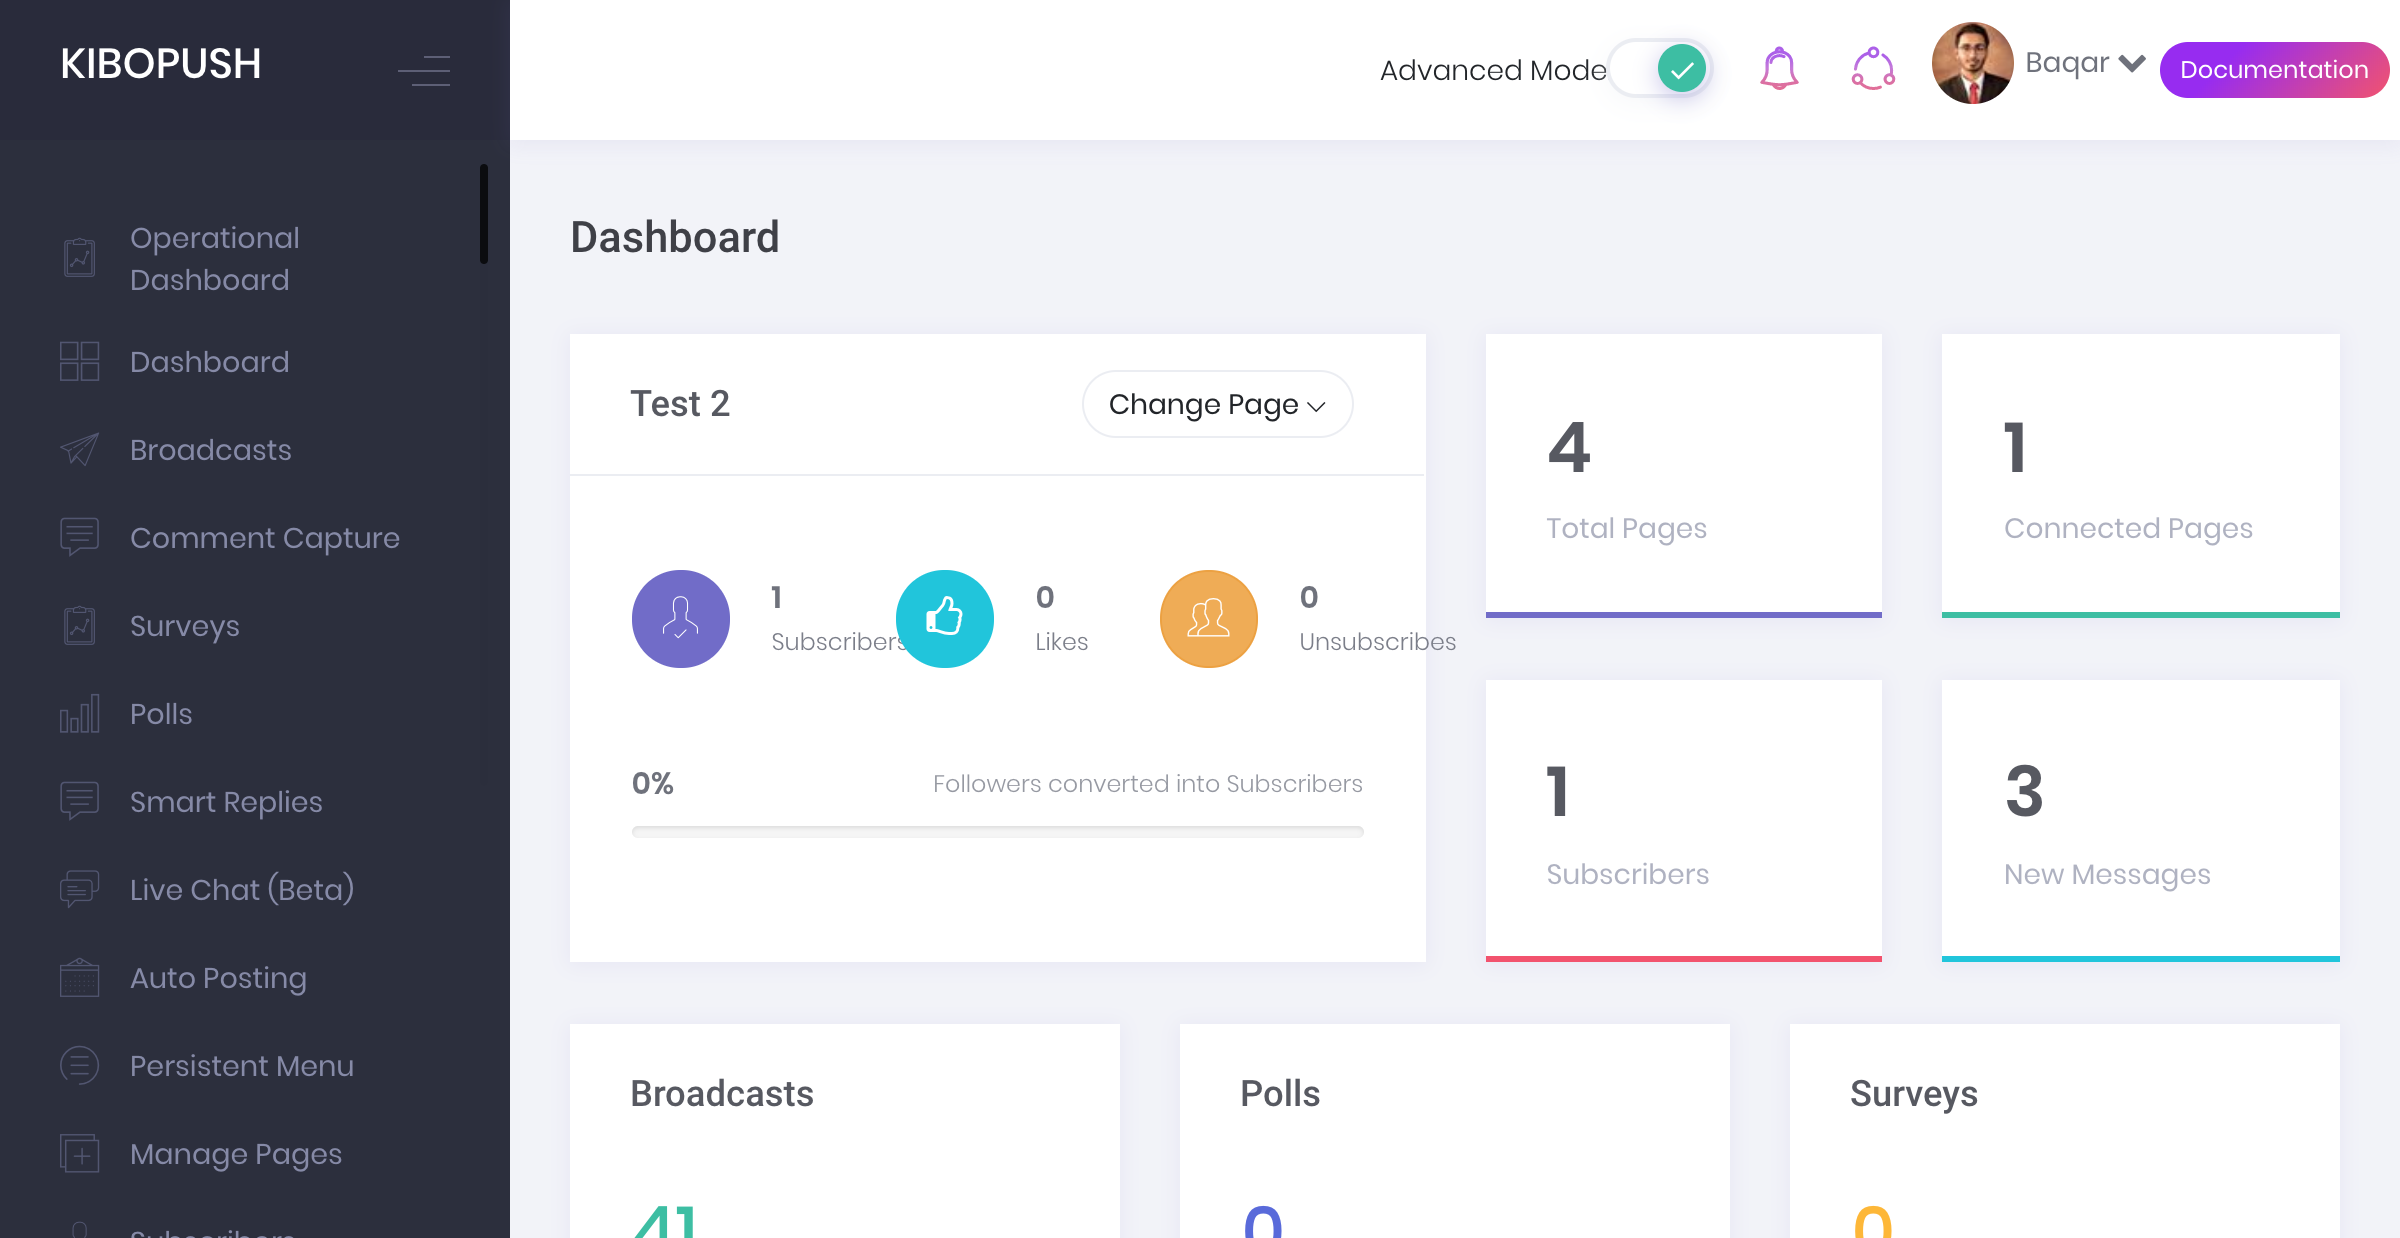 KIBOPUSH
Advanced Mode
Baqar
Documentation
Operational
Dashboard
Dashboard
Broadcasts
Comment Capture
Surveys
Polls
Smart Replies
Live Chat (Beta)
Auto Posting
Persistent Menu
Manage Pages
Subscribers
Dashboard
Test 2
Change Page
1
Subscribers
0
Likes
0
Unsubscribes
0%
Followers converted into Subscribers
4
Total Pages
1
Connected Pages
1
Subscribers
3
New Messages
Broadcasts
41
Polls
0
Surveys
0